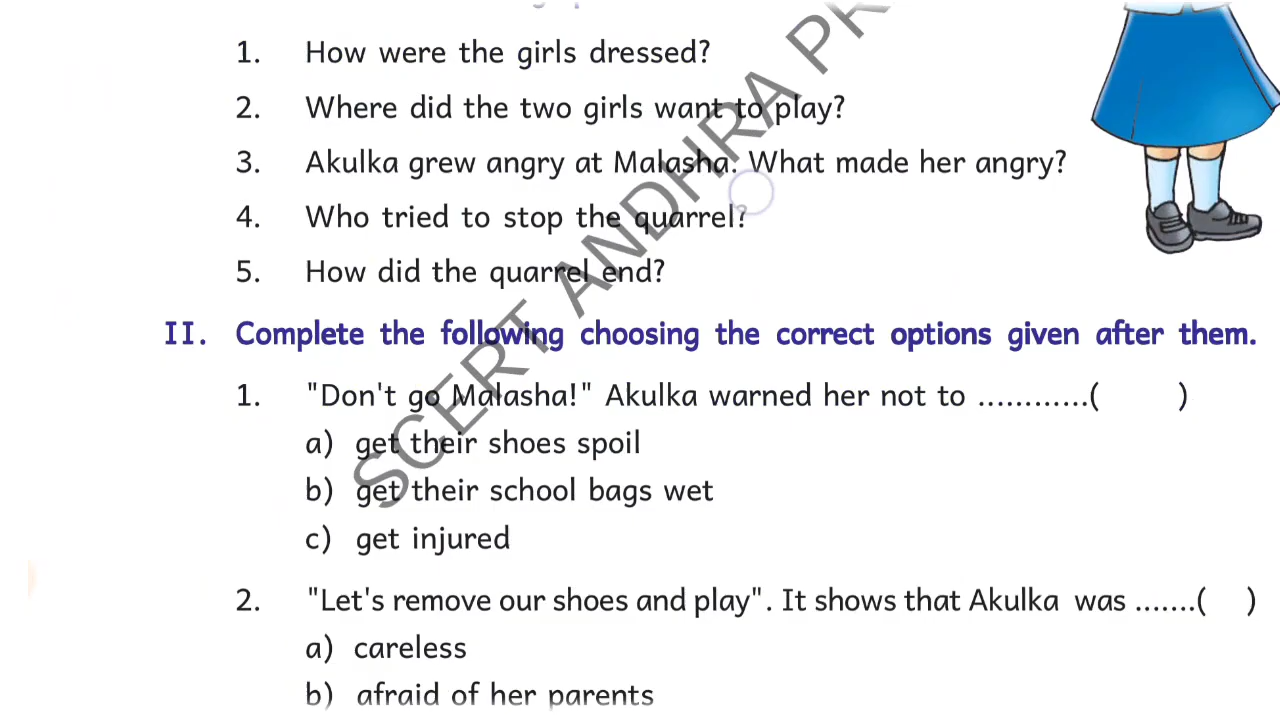 1. How were the girls dressed?
2. Where did the two girls want to play?
3. Akulka grew angry at Malasha. What made her angry?
4. Who tried to stop the quarrel?
5. How did the quarrel end?
II. Complete the following choosing the correct options given after them.
1. "Don't go Malasha!" Akulka warned her not to ............( )
a) get their shoes spoil
b) get their school bags wet
c) get injured
2. "Let's remove our shoes and play". It shows that Akulka was .......( )
a) careless
b) afraid of her parents
SCERT ANDHRA